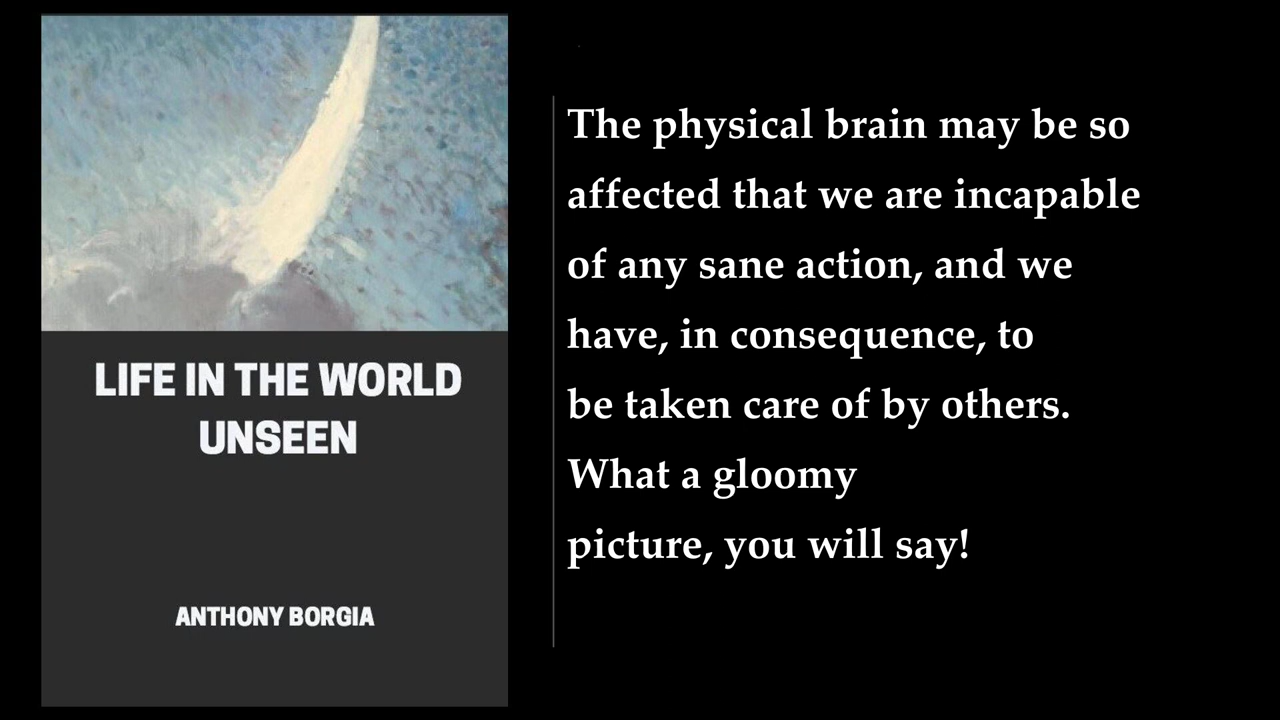 LIFE IN THE WORLD
UNSEEN
ANTHONY BORGIA
The physical brain may be so
affected that we are incapable
of any sane action, and we
have, in consequence, to
be taken care of by others.
What a gloomy
picture, you will say!